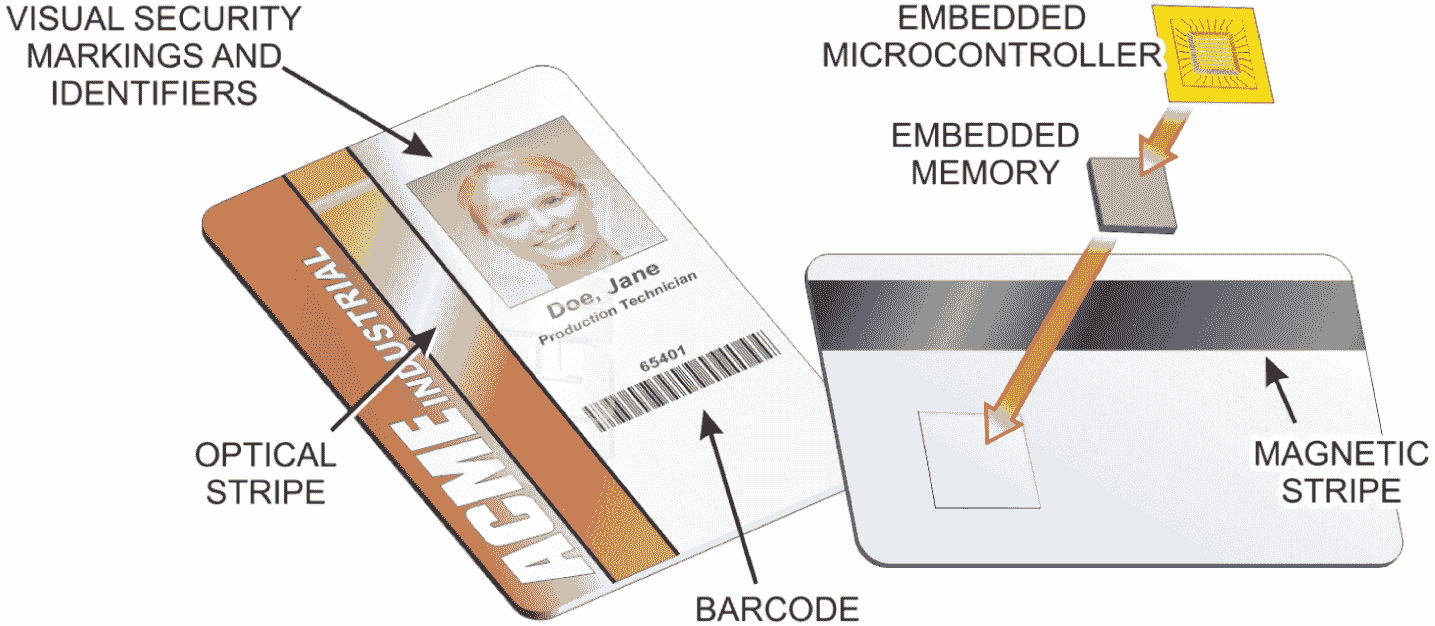 VISUAL SECURITY
MARKINGS AND
IDENTIFIERS
EMBEDDED
MICROCONTROLLER
EMBEDDED
MEMORY
ACME INDUSTRIAL
Doe, Jane
Production Technician
65401
OPTICAL
STRIPE
BARCODE
MAGNETIC
STRIPE